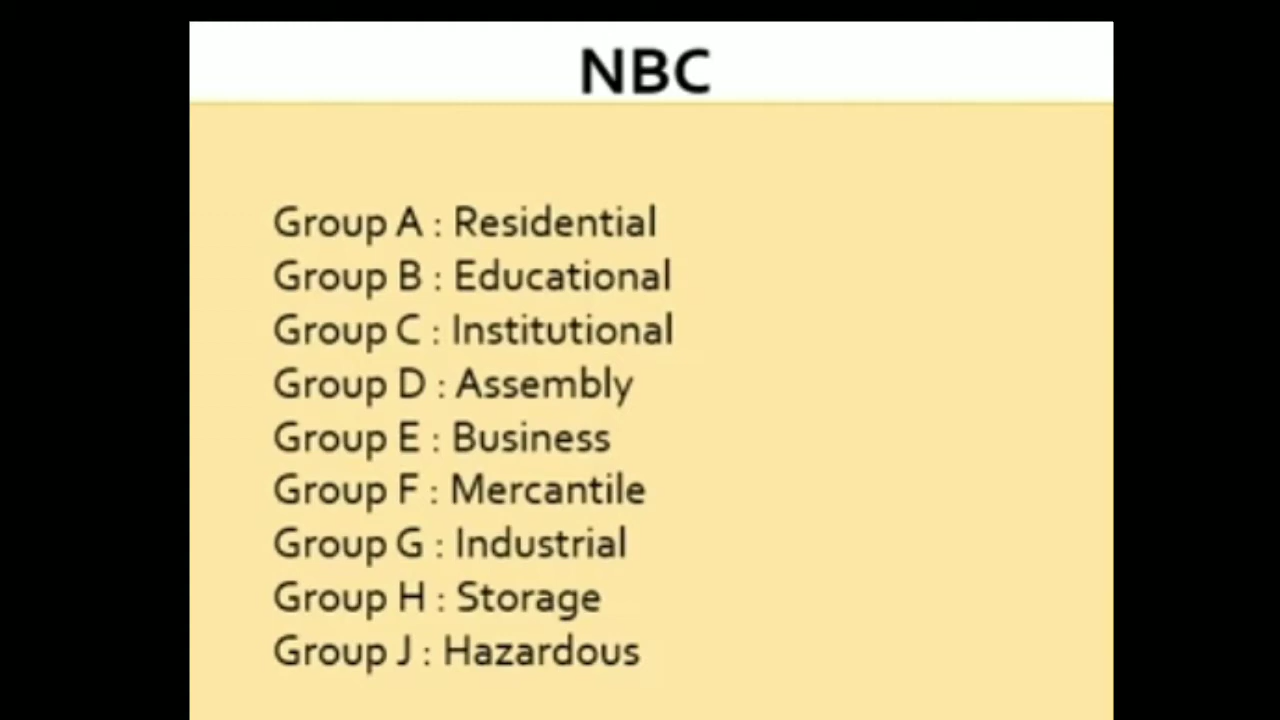 NBC
Group A : Residential
Group B : Educational
Group C : Institutional
Group D : Assembly
Group E : Business
Group F : Mercantile
Group G : Industrial
Group H : Storage
Group J : Hazardous